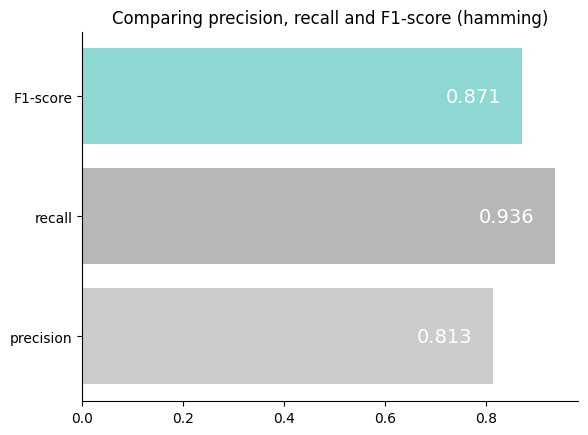 Comparing precision, recall and F1-score (hamming)
F1-score
0.871
recall
0.936
precision
0.813
0.0
0.2
0.4
0.6
0.8